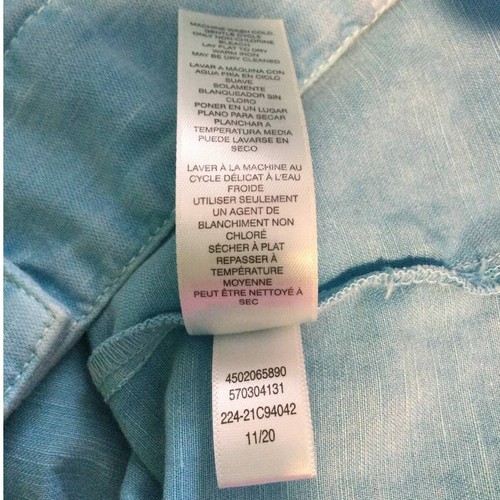 MACHINE WASH COLD
GENTLE CYCLE
ONLY NON-CHLORINE
BLEACH
LAY FLAT TO DRY
WARM IRON
MAY BE DRY CLEANED
LAVAR A MÁQUINA CON
AGUA FRÍA EN CICLO
SUAVE
SOLAMENTE
BLANQUEADOR SIN
CLORO
PONER EN UN LUGAR
PLANO PARA SECAR
PLANCHAR A
TEMPERATURA MEDIA
PUEDE LAVARSE EN
SECO
LAVER À LA MACHINE AU
CYCLE DÉLICAT À L'EAU
FROIDE
UTILISER SEULEMENT
UN AGENT DE
BLANCHIMENT NON
CHLORÉ
SÉCHER À PLAT
REPASSER À
TEMPÉRATURE
MOYENNE
PEUT ÊTRE NETTOYÉ À
SEC
4502065890
570304131
224-21C94042
11/20